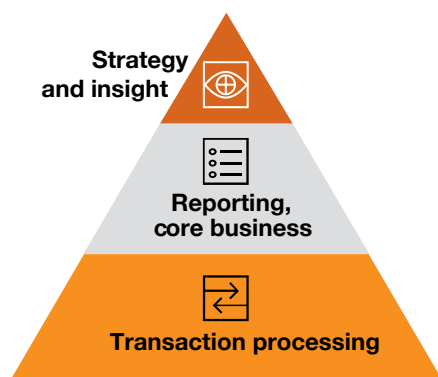 Strategy
and insight
Reporting,
core business
Transaction processing